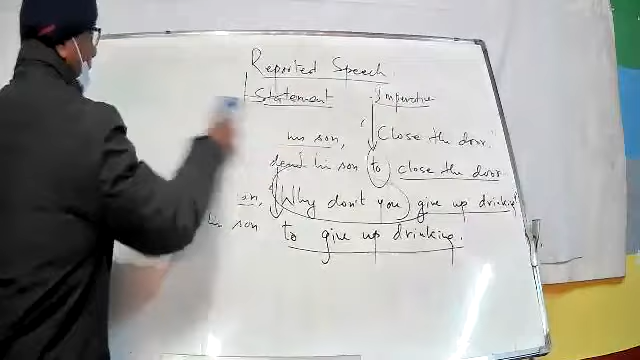 Reported Speech
Statement Imperative
his son, "Close the door."
his son to close the door
"Why don't you give up drinking"
son to give up drinking.